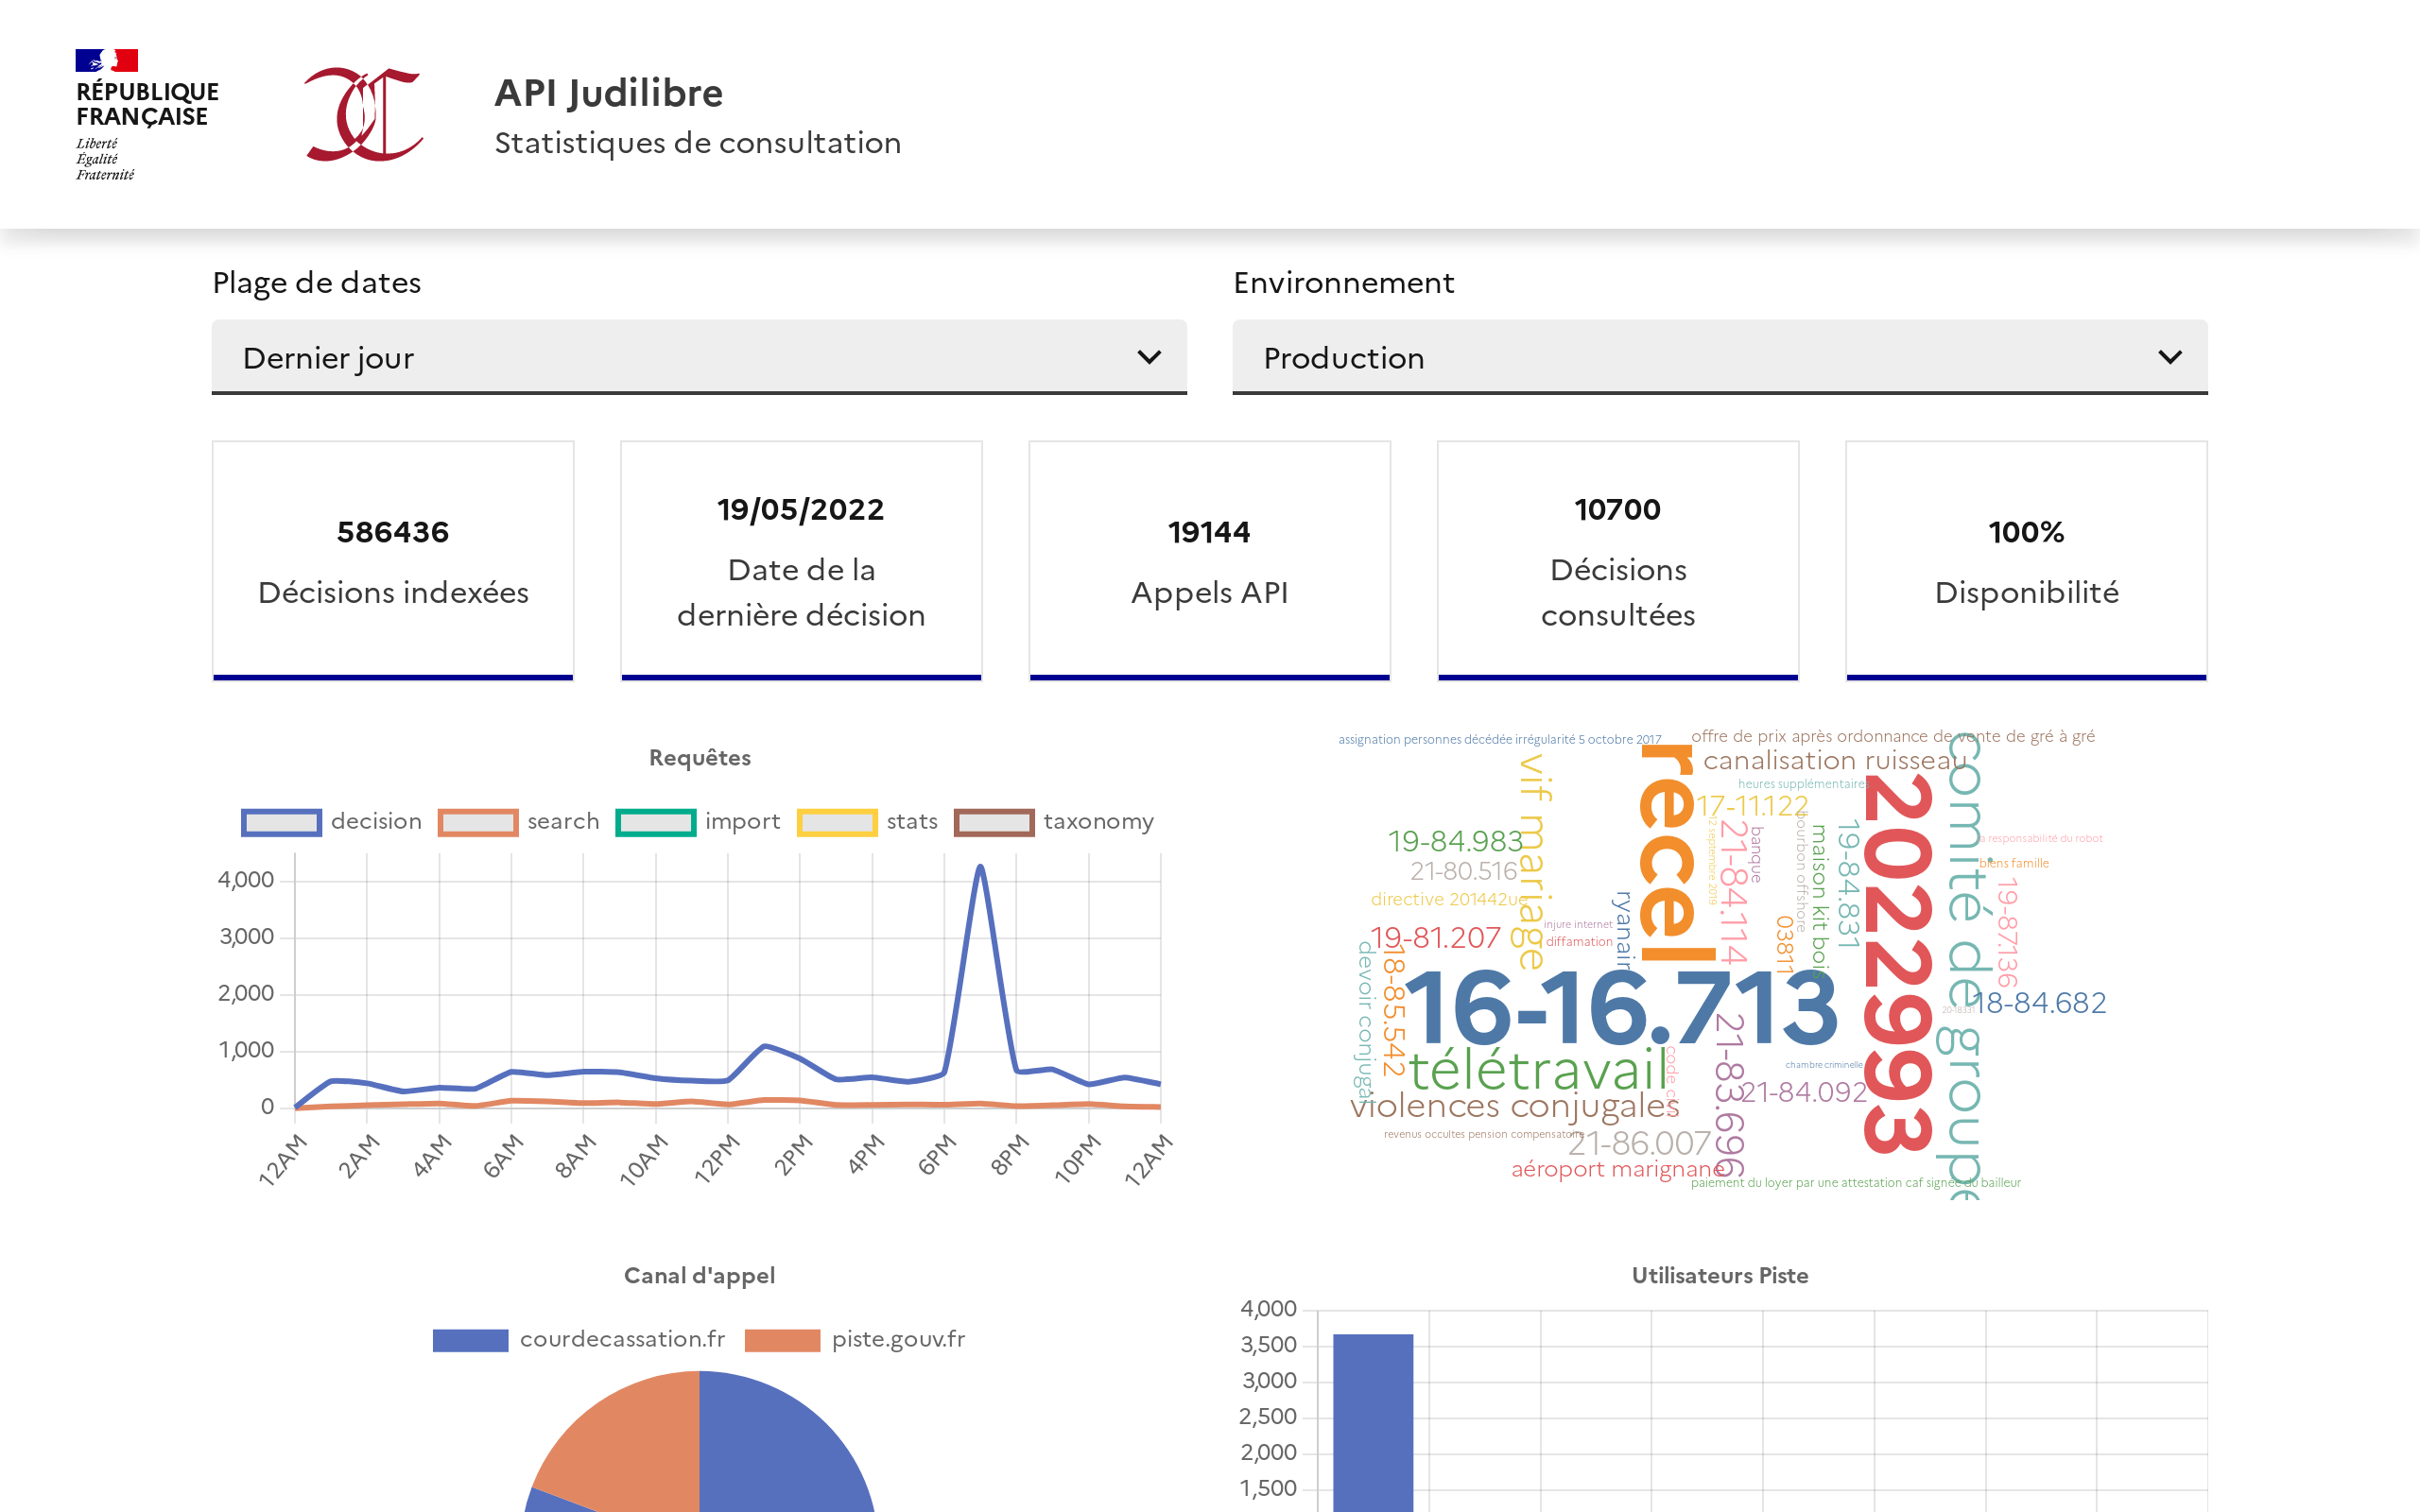 RÉPUBLIQUE
FRANÇAISE
Liberté
Égalité
Fraternité
API Judilibre
Statistiques de consultation
Plage de dates
Environnement
Dernier jour
Production
586436
Décisions indexées
19/05/2022
Date de la
dernière décision
19144
Appels API
10700
Décisions
consultées
100%
Disponibilité
Requêtes
decision
search
import
stats
taxonomy
4,000
3,000
2,000
1,000
0
12AM
2AM
4AM
6AM
8AM
10AM
12PM
2PM
4PM
6PM
8PM
10PM
12AM
assignation personnes décédée irrégularité 5 octobre 2017
offre de prix après ordonnance de vente de gré à gré
canalisation ruisseau
heures supplémentaires
17-11.122
vif mariage
recel
2022993
comité de groupe
19-84.983
21-80.516
directive 201442ue
injure internet
diffamation
19-81.207
ryanair
12 septembre 2019
21-84.114
banque
bourbon offshore
maison kit bois
19-84.831
03811
responsabilité du robot
biens famille
19-87.136
18-84.682
devoir conjugal
18-85.542
16-16.713
télétravail
21-83.696
chambre criminelle
21-84.092
violences conjugales
revenus occultes pension compensatoire
21-86.007
aéroport marignane
paiement du loyer par une attestation caf signée du bailleur
Canal d'appel
courdecassation.fr
piste.gouv.fr
Utilisateurs Piste
4,000
3,500
3,000
2,500
2,000
1,500